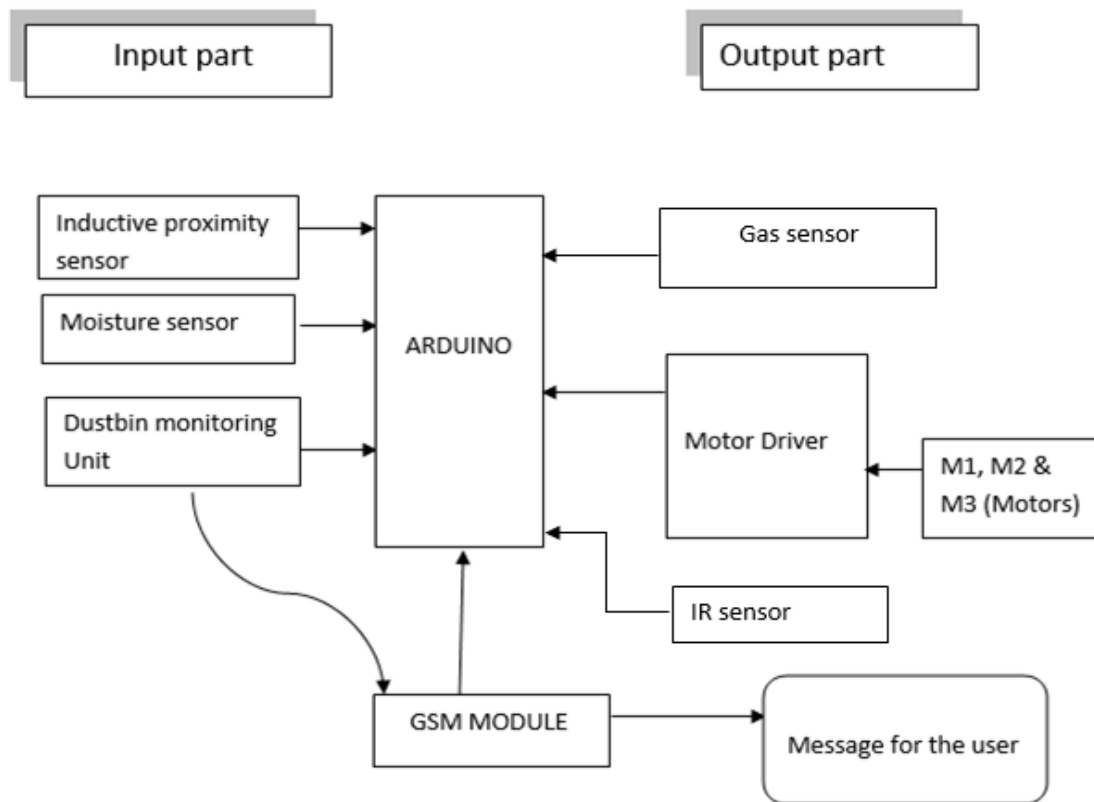 Input part
Output part
Inductive proximity
sensor
Gas sensor
Moisture sensor
ARDUINO
Dustbin monitoring
Unit
Motor Driver
M1, M2 &
M3 (Motors)
IR sensor
GSM MODULE
Message for the user